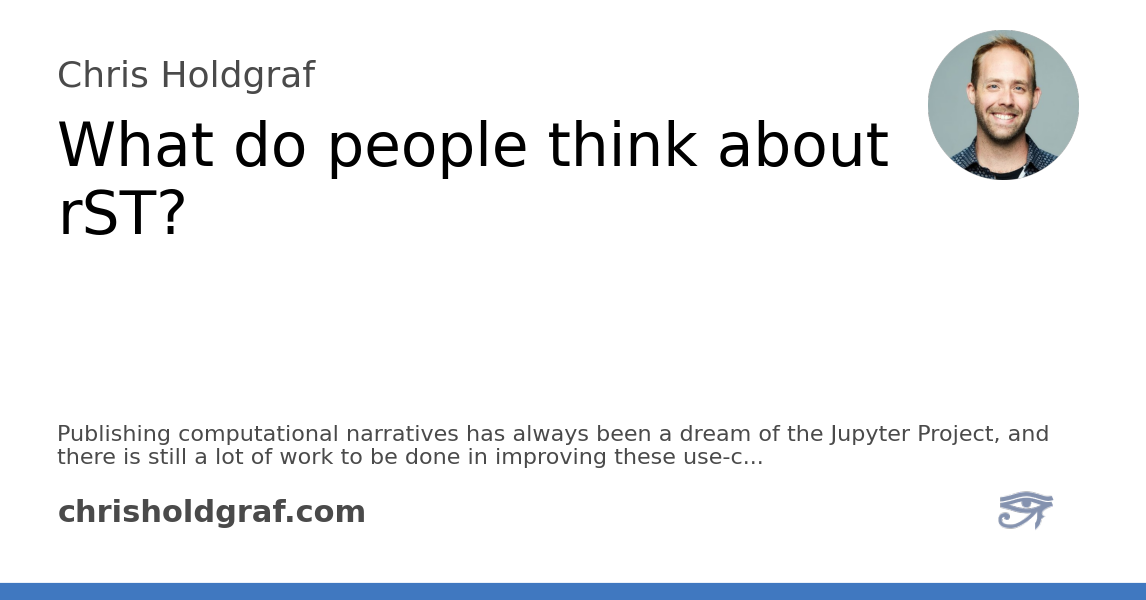 Chris Holdgraf
What do people think about
rST?
Publishing computational narratives has always been a dream of the Jupyter Project, and
there is still a lot of work to be done in improving these use-c...
chrisholdgraf.com